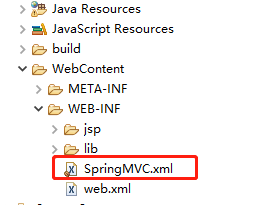 Java Resources
JavaScript Resources
build
WebContent
META-INF
WEB-INF
jsp
lib
SpringMVC.xml
web.xml